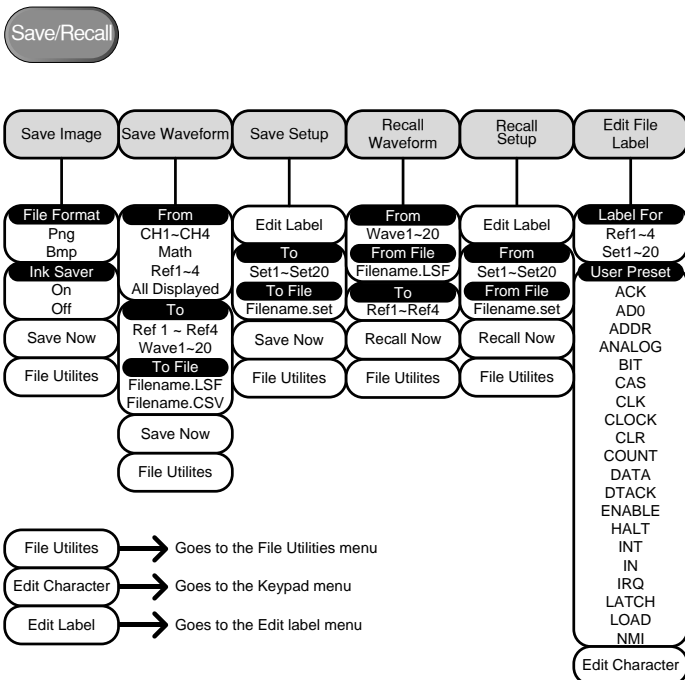 Save/Recall
Save Image
Save Waveform
Save Setup
Recall
Waveform
Recall
Setup
Edit File
Label
File Format
Png
Bmp
Ink Saver
On
Off
Save Now
File Utilites
From
CH1~CH4
Math
Ref1~4
All Displayed
To
Ref 1 ~ Ref4
Wave1~20
To File
Filename.LSF
Filename.CSV
Save Now
File Utilites
Edit Label
To
Set1~Set20
To File
Filename.set
Save Now
File Utilites
From
Wave1~20
From File
Filename.LSF
To
Ref1~Ref4
Recall Now
File Utilites
Edit Label
From
Set1~Set20
From File
Filename.set
Recall Now
File Utilites
Label For
Ref1~4
Set1~20
User Preset
ACK
AD0
ADDR
ANALOG
BIT
CAS
CLK
CLOCK
CLR
COUNT
DATA
DTACK
ENABLE
HALT
INT
IN
IRQ
LATCH
LOAD
NMI
Edit Character
File Utilites Goes to the File Utilities menu
Edit Character Goes to the Keypad menu
Edit Label Goes to the Edit label menu